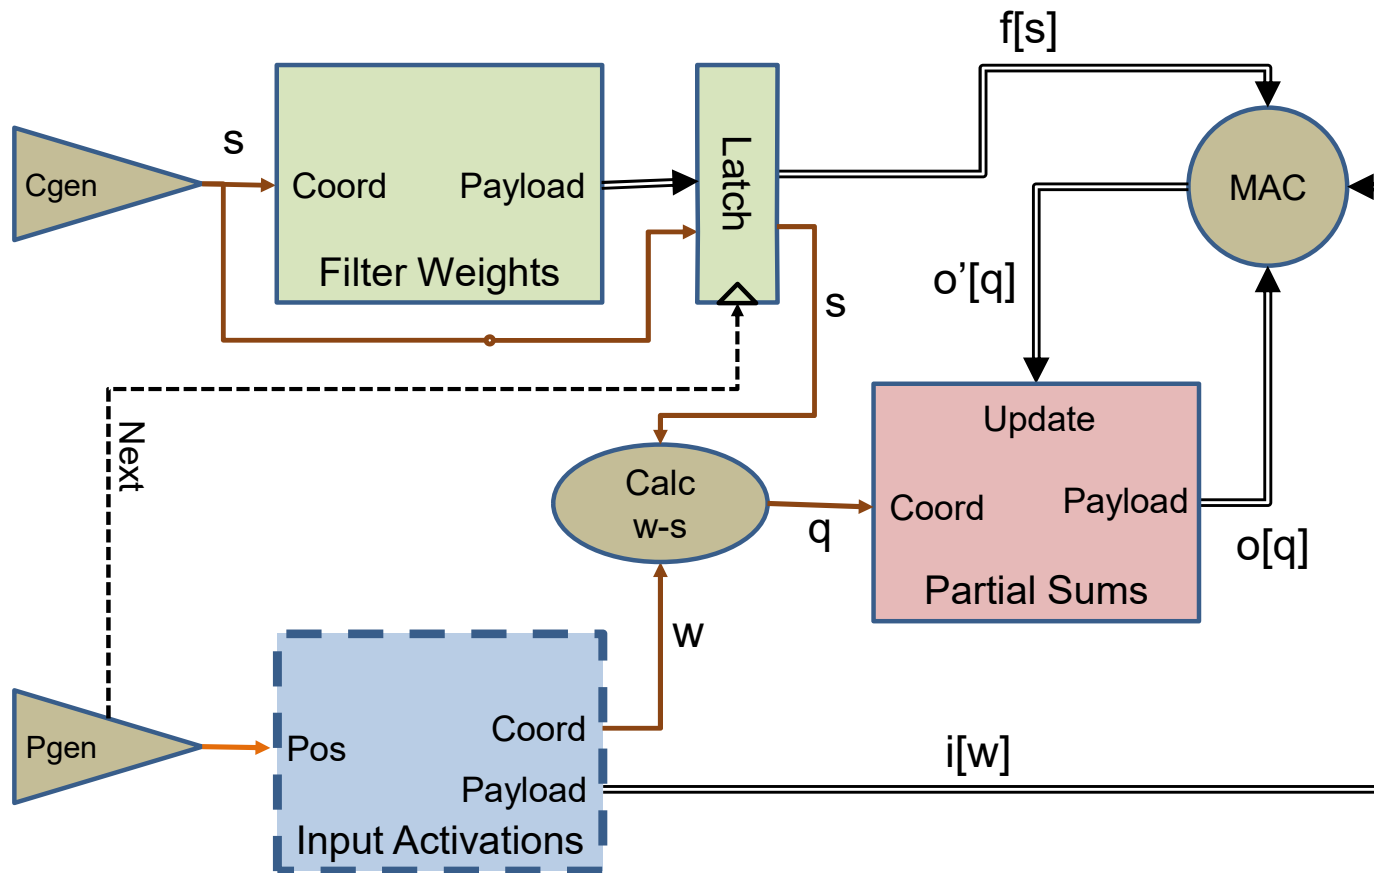 f[s]
s
Cgen
Coord
Payload
Latch
MAC
Filter Weights
o’[q]
s
Update
Next
Calc
w-s
Coord
Payload
q
o[q]
Partial Sums
w
Coord
Pgen
Pos
i[w]
Payload
Input Activations